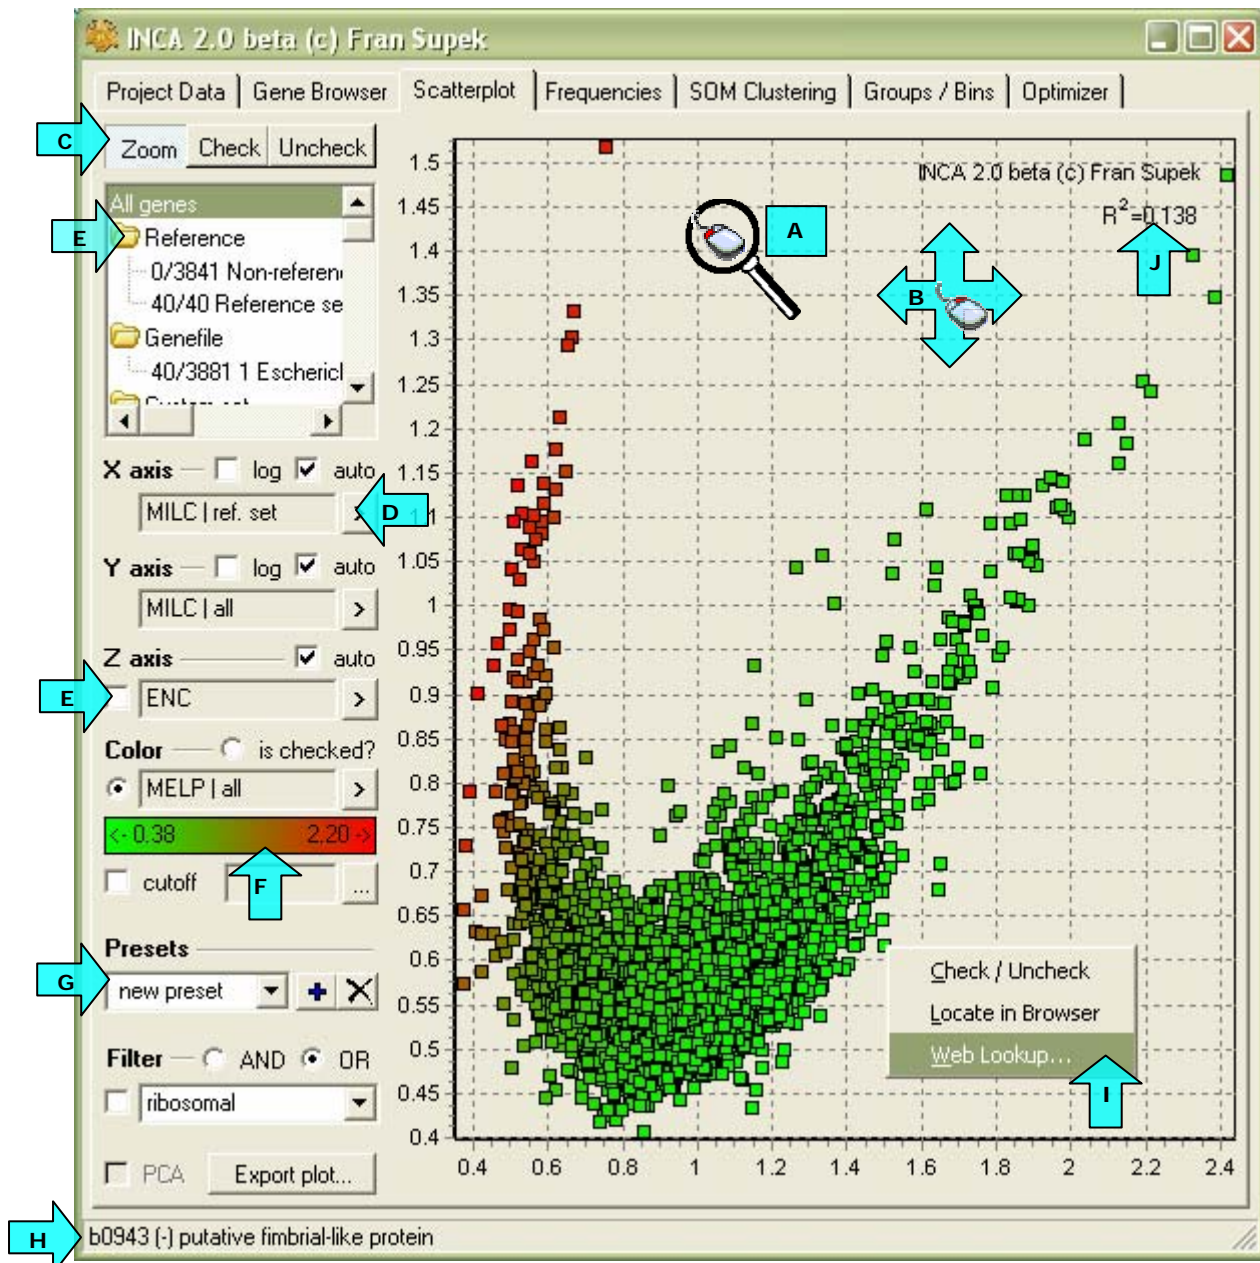 INCA 2.0 beta (c) Fran Supek
Project Data | Gene Browser | Scatterplot | Frequencies | SOM Clustering | Groups / Bins | Optimizer
C
Zoom Check Uncheck
All genes
E
Reference
0/3841 Non-referen
40/40 Reference se
Genefile
40/3881 1 Escherich
X axis log auto
MILC | ref. set >
D
Y axis log auto
MILC | all >
Z axis auto
E
ENC >
Color is checked?
MELP | all >
<- 0.38 2.20 ->
F
cutoff ...
Presets
G
new preset
Filter AND OR
ribosomal
PCA Export plot...
H
b0943 (-) putative fimbrial-like protein
INCA 2.0 beta (c) Fran Supek
R²=0,138
A
B
J
1.5
1.45
1.4
1.35
1.3
1.25
1.2
1.15
1.1
1.05
1
0.95
0.9
0.85
0.8
0.75
0.7
0.65
0.6
0.55
0.5
0.45
0.4
0.4 0.6 0.8 1 1.2 1.4 1.6 1.8 2 2.2 2.4
Check / Uncheck
Locate in Browser
Web Lookup...
I